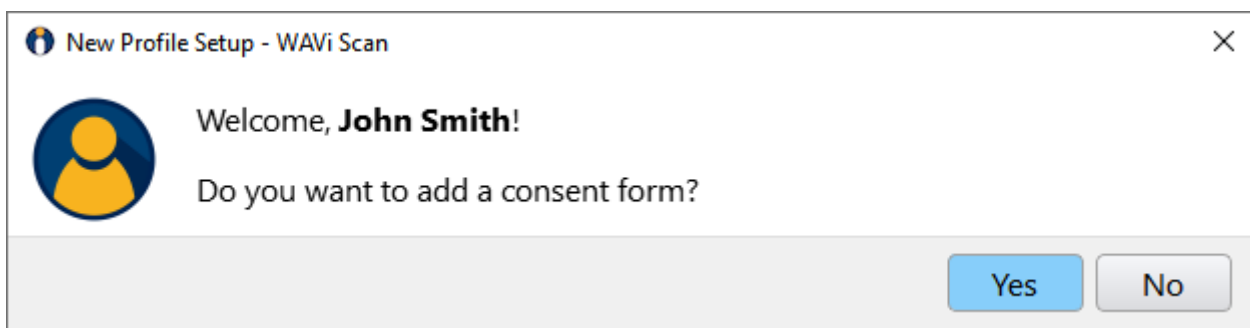 New Profile Setup - WAVi Scan
Welcome, John Smith!
Do you want to add a consent form?
Yes No